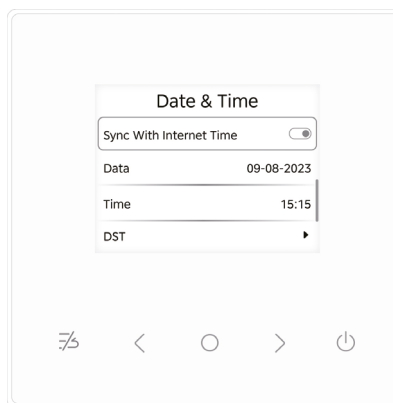 Date & Time
Sync With Internet Time
Data 09-08-2023
Time 15:15
DST